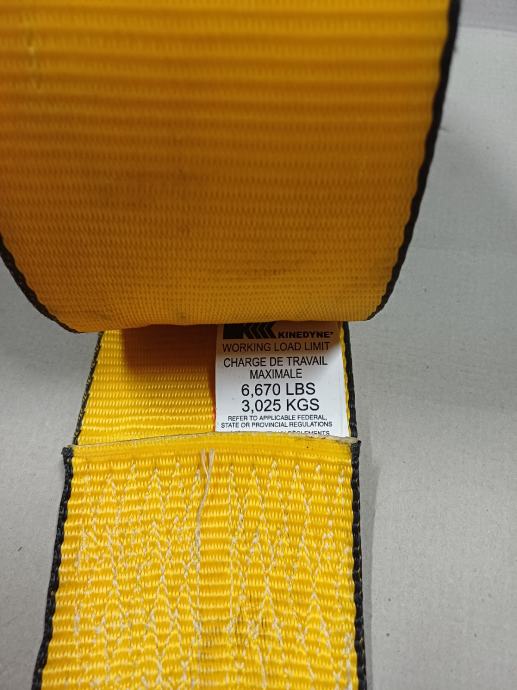 KINEDYNE®
WORKING LOAD LIMIT
CHARGE DE TRAVAIL
MAXIMALE
6,670 LBS
3,025 KGS
REFER TO APPLICABLE FEDERAL,
STATE OR PROVINCIAL REGULATIONS